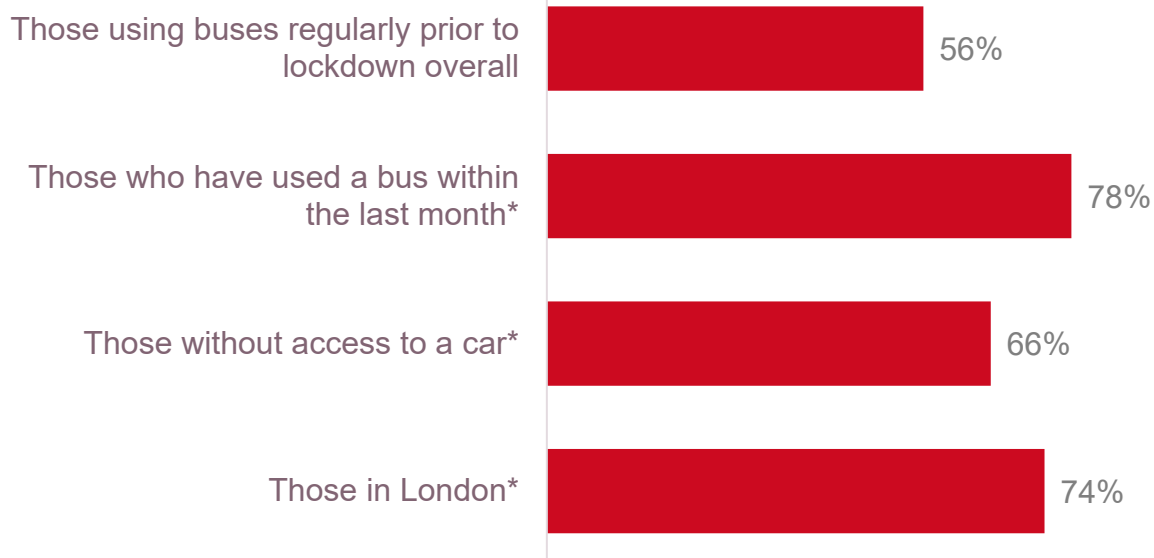 Those using buses regularly prior to
lockdown overall
56%
Those who have used a bus within
the last month*
78%
Those without access to a car*
66%
Those in London*
74%